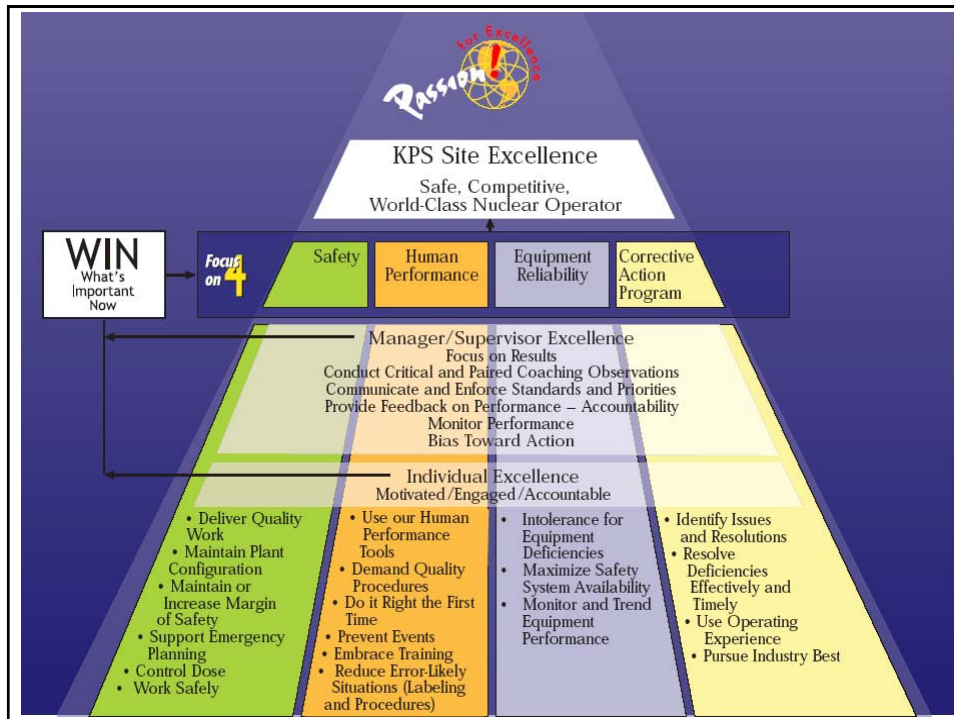 for Excellence
Passion!
KPS Site Excellence
Safe, Competitive,
World-Class Nuclear Operator
WIN
What's
Important
Now
Focus
on 4
Safety
Human
Performance
Equipment
Reliability
Corrective
Action
Program
Manager/Supervisor Excellence
Focus on Results
Conduct Critical and Paired Coaching Observations
Communicate and Enforce Standards and Priorities
Provide Feedback on Performance – Accountability
Monitor Performance
Bias Toward Action
Individual Excellence
Motivated/Engaged/Accountable
• Deliver Quality
Work
• Maintain Plant
Configuration
• Maintain or
Increase Margin
of Safety
• Support Emergency
Planning
• Control Dose
• Work Safely
• Use our Human
Performance
Tools
• Demand Quality
Procedures
• Do it Right the First
Time
• Prevent Events
• Embrace Training
• Reduce Error-Likely
Situations (Labeling
and Procedures)
• Intolerance for
Equipment
Deficiencies
• Maximize Safety
System Availability
• Monitor and Trend
Equipment
Performance
• Identify Issues
and Resolutions
• Resolve
Deficiencies
Effectively and
Timely
• Use Operating
Experience
• Pursue Industry Best